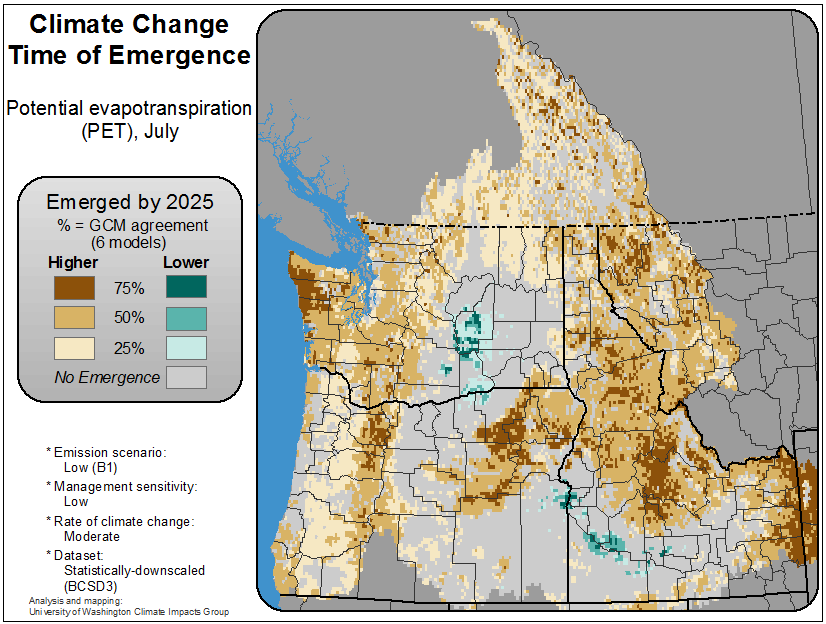 Climate Change
Time of Emergence
Potential evapotranspiration
(PET), July
Emerged by 2025
% = GCM agreement
(6 models)
Higher Lower
75%
50%
25%
No Emergence
* Emission scenario:
Low (B1)
* Management sensitivity:
Low
* Rate of climate change:
Moderate
* Dataset:
Statistically-downscaled
(BCSD3)
Analysis and mapping:
University of Washington Climate Impacts Group